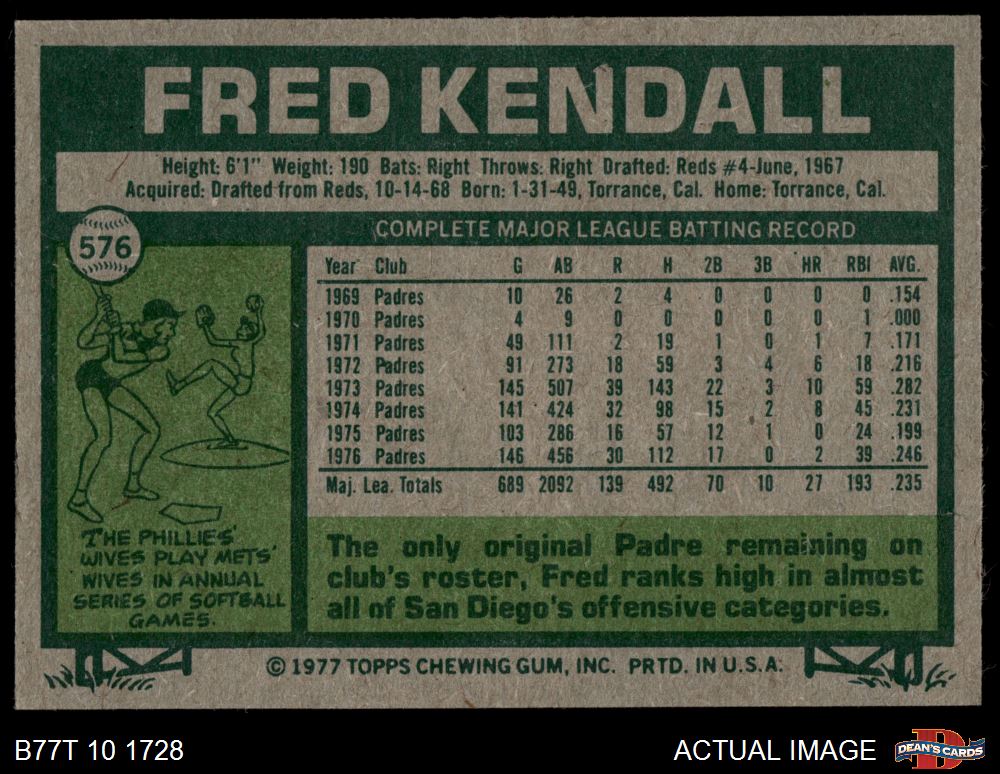 FRED KENDALL
Height: 6'1" Weight: 190 Bats: Right Throws: Right Drafted: Reds #4-June, 1967
Acquired: Drafted from Reds, 10-14-68 Born: 1-31-49, Torrance, Cal. Home: Torrance, Cal.
576
COMPLETE MAJOR LEAGUE BATTING RECORD
Year Club G AB R H 2B 3B HR RBI AVG.
1969 Padres 10 26 2 4 0 0 0 0 .154
1970 Padres 4 9 0 0 0 0 0 1 .000
1971 Padres 49 111 2 19 1 0 1 7 .171
1972 Padres 91 273 18 59 3 4 6 18 .216
1973 Padres 145 507 39 143 22 3 10 59 .282
1974 Padres 141 424 32 98 15 2 8 45 .231
1975 Padres 103 286 16 57 12 1 0 24 .199
1976 Padres 146 456 30 112 17 0 2 39 .246
Maj. Lea. Totals 689 2092 139 492 70 10 27 193 .235
THE PHILLIES'
WIVES PLAY METS'
WIVES IN ANNUAL
SERIES OF SOFTBALL
GAMES.
The only original Padre remaining on
club's roster, Fred ranks high in almost
all of San Diego's offensive categories.
© 1977 TOPPS CHEWING GUM, INC. PRTD. IN U.S.A.
B77T 10 1728
ACTUAL IMAGE
DEAN'S CARDS